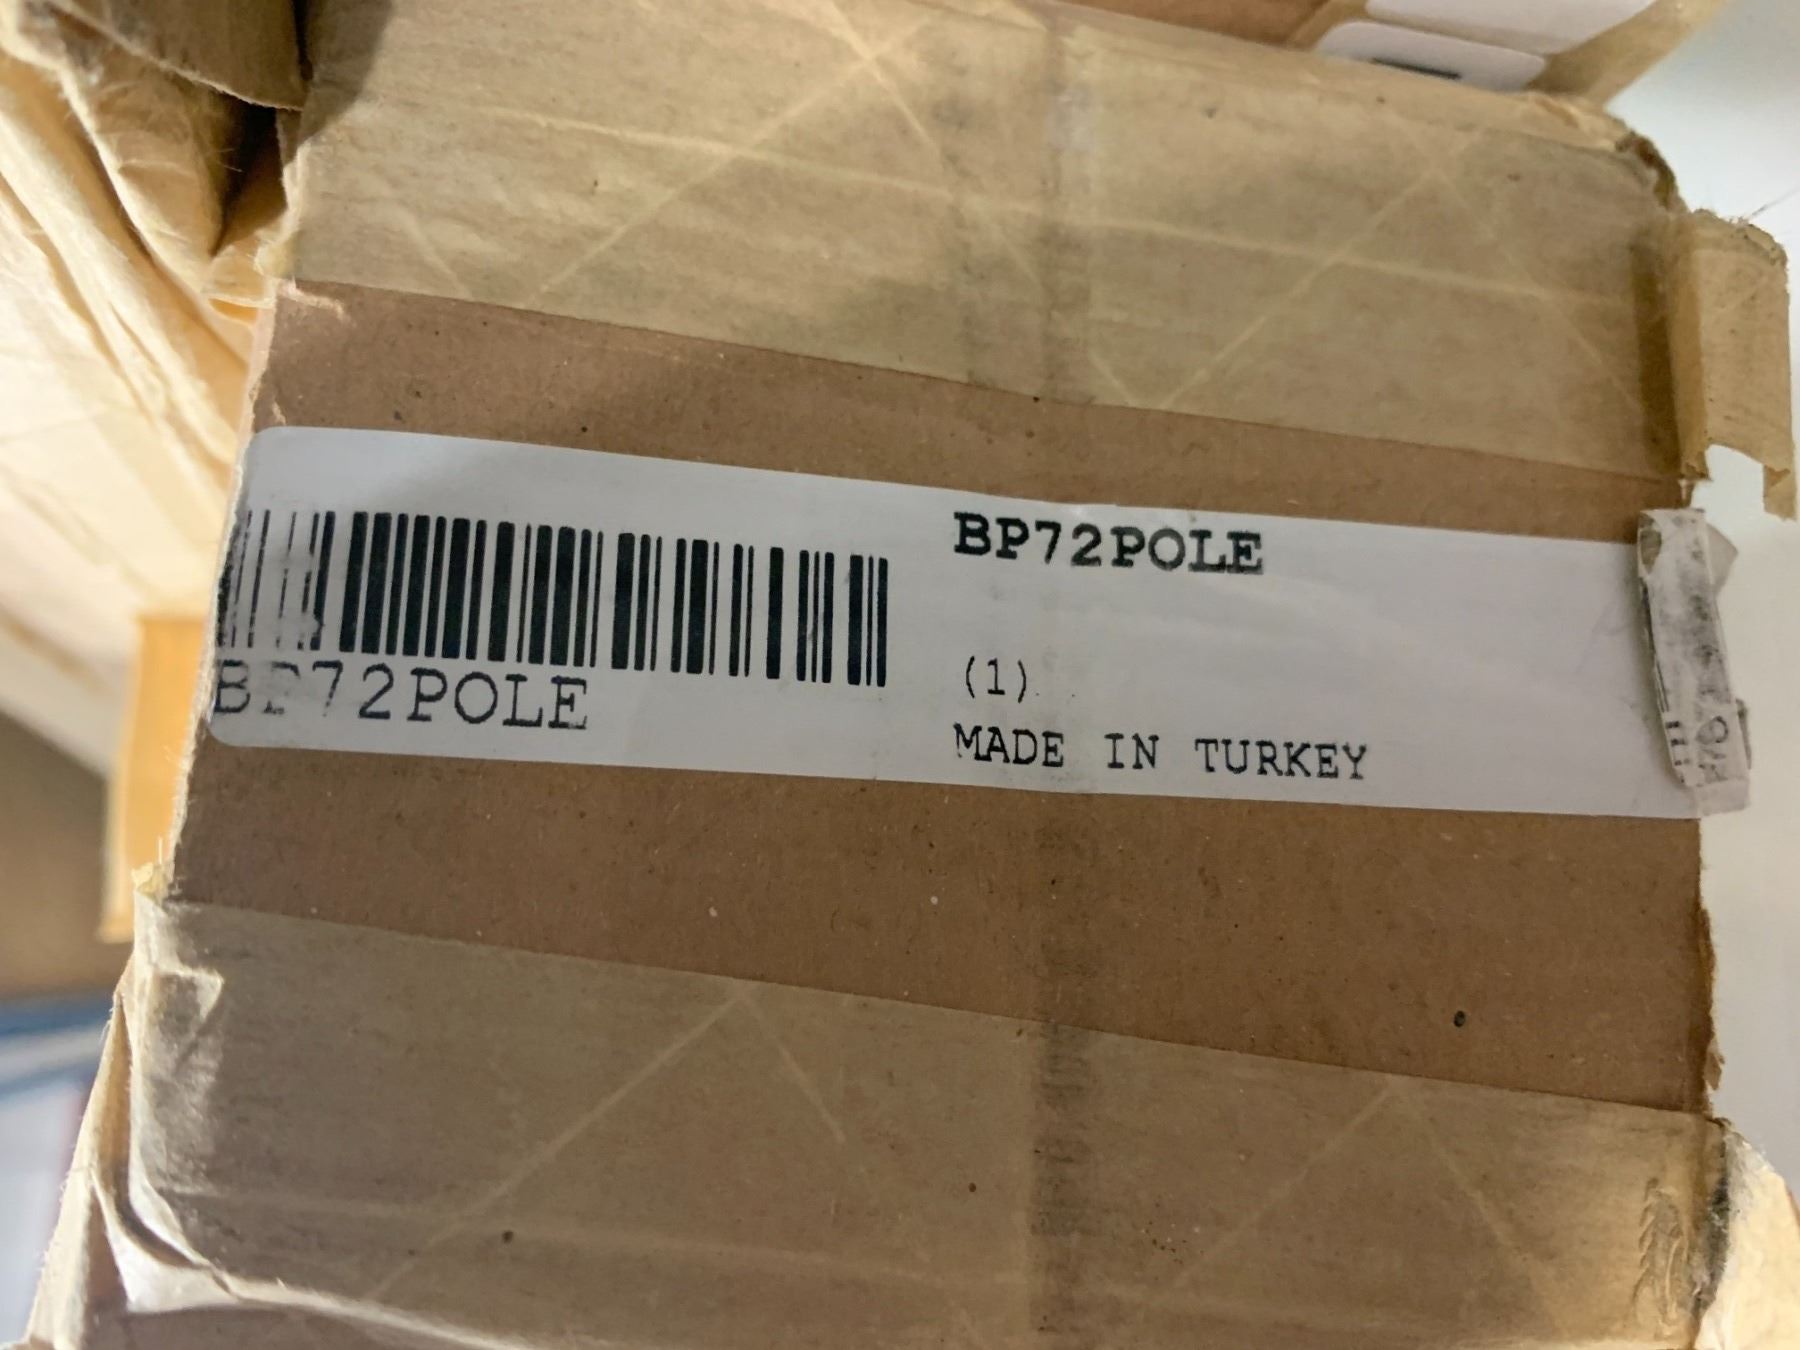 BP72POLE
BP72POLE
(1)
MADE IN TURKEY